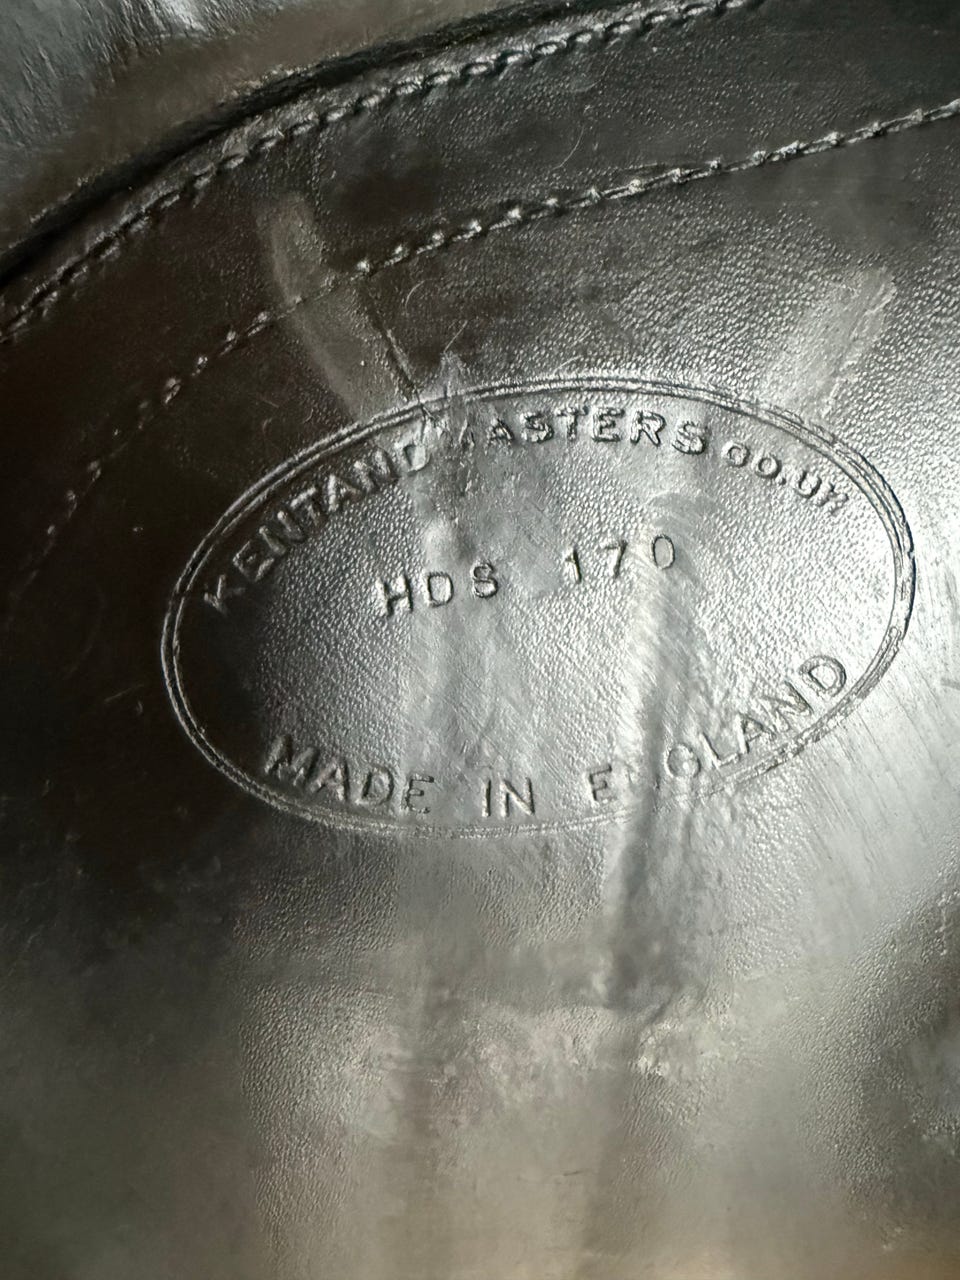 KENTANDMASTERS CO.UK
HDS 170
MADE IN ENGLAND